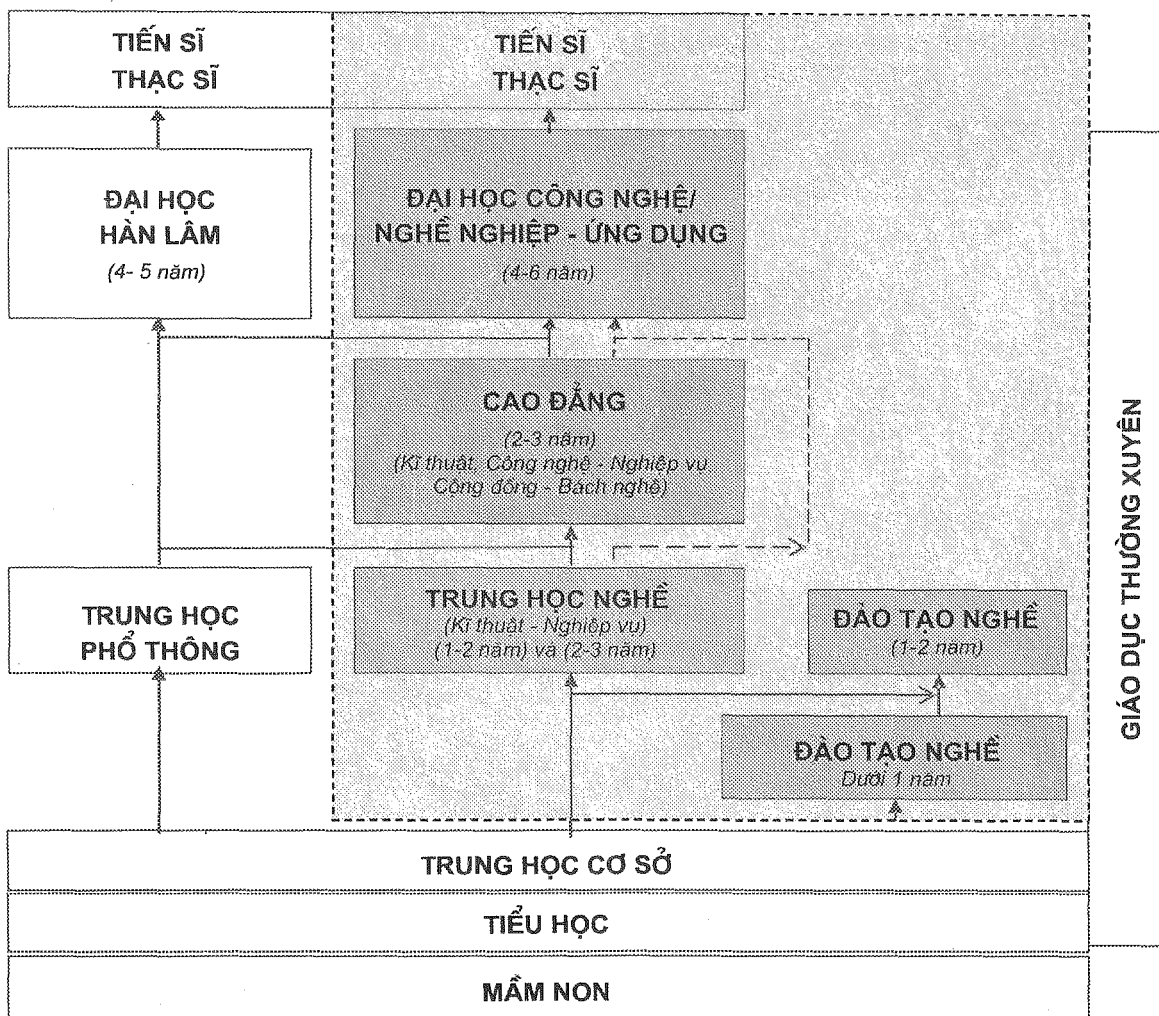 TIẾN SĨ
THẠC SĨ
TIẾN SĨ
THẠC SĨ
ĐẠI HỌC
HÀN LÂM
(4- 5 năm)
ĐẠI HỌC CÔNG NGHỆ/
NGHỀ NGHIỆP - ỨNG DỤNG
(4-6 năm)
CAO ĐẲNG
(2-3 năm)
(Kĩ thuật, Công nghệ - Nghiệp vụ
Cộng đồng - Bách nghệ)
TRUNG HỌC
PHỔ THÔNG
TRUNG HỌC NGHỀ
(Kĩ thuật - Nghiệp vụ)
(1-2 năm) và (2-3 năm)
ĐÀO TẠO NGHỀ
(1-2 năm)
ĐÀO TẠO NGHỀ
Dưới 1 năm
GIÁO DỤC THƯỜNG XUYÊN
TRUNG HỌC CƠ SỞ
TIỂU HỌC
MẦM NON